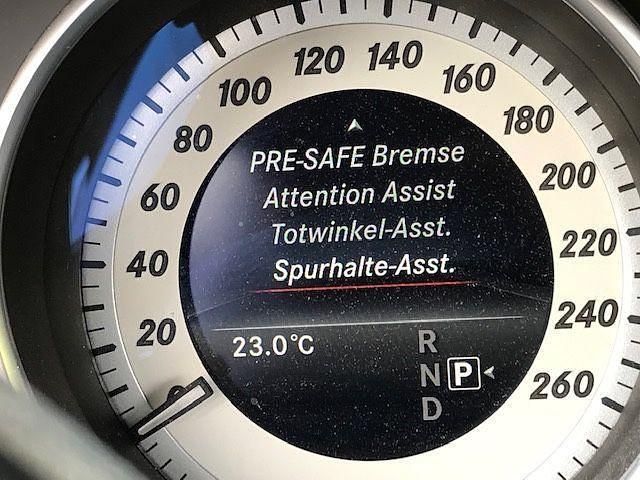 0
20
40
60
80
100
120
140
160
180
200
220
240
260
PRE-SAFE Bremse
Attention Assist
Totwinkel-Asst.
Spurhalte-Asst.
23.0°C
R
N P
D